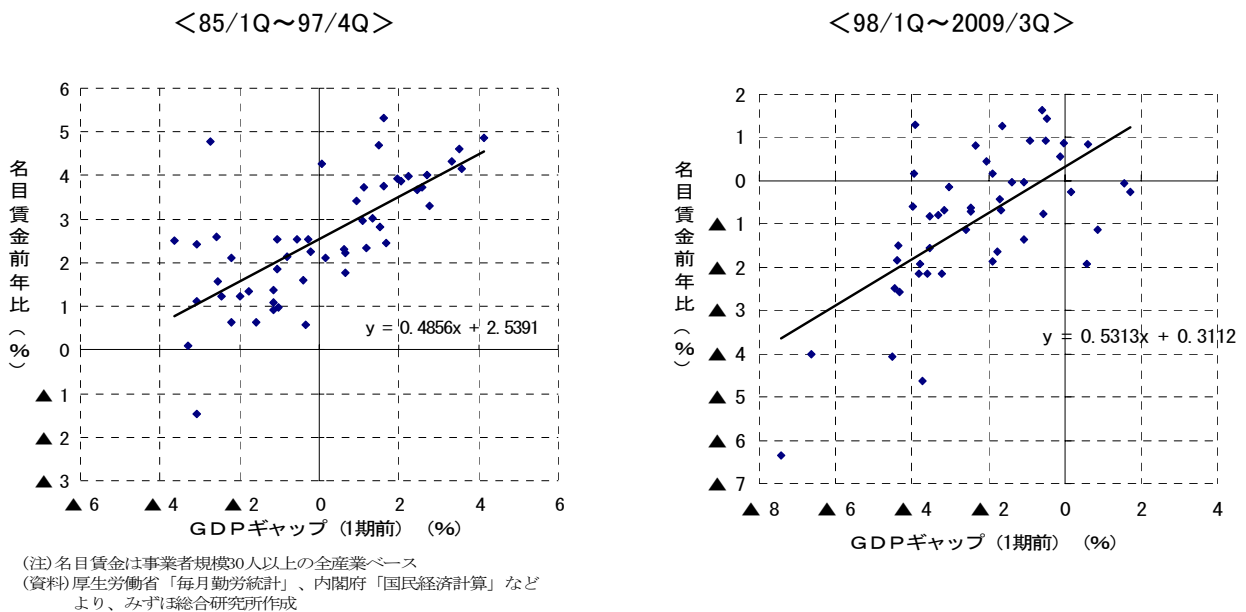 ＜85/1Q～97/4Q＞
6
5
4
3
2
1
0
▲ 1
▲ 2
▲ 3
名目賃金前年比（%）
y = 0.4856x + 2.5391
▲ 6 ▲ 4 ▲ 2 0 2 4 6
ＧＤＰギャップ（1期前）（%）
＜98/1Q～2009/3Q＞
2
1
0
▲ 1
▲ 2
▲ 3
▲ 4
▲ 5
▲ 6
▲ 7
名目賃金前年比（%）
y = 0.5313x + 0.3112
▲ 8 ▲ 6 ▲ 4 ▲ 2 0 2 4
ＧＤＰギャップ（1期前）（%）
（注）名目賃金は事業者規模30人以上の全産業ベース
（資料）厚生労働省「毎月勤労統計」、内閣府「国民経済計算」など
より、みずほ総合研究所作成